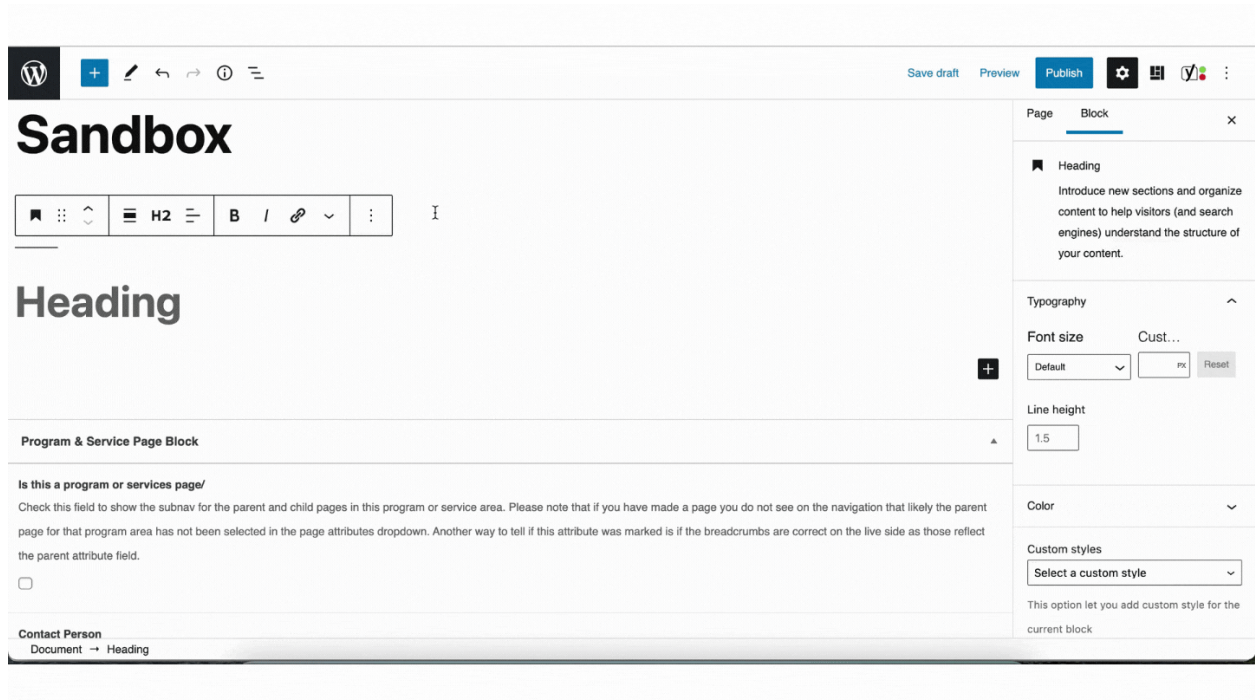 Save draft Preview Publish
Sandbox
H2 B I
Heading
Program & Service Page Block
Is this a program or services page/
Check this field to show the subnav for the parent and child pages in this program or service area. Please note that if you have made a page you do not see on the navigation that likely the parent
page for that program area has not been selected in the page attributes dropdown. Another way to tell if this attribute was marked is if the breadcrumbs are correct on the live side as those reflect
the parent attribute field.
Contact Person
Document → Heading
Page Block
Heading
Introduce new sections and organize
content to help visitors (and search
engines) understand the structure of
your content.
Typography
Font size Cust...
Default PX Reset
Line height
1.5
Color
Custom styles
Select a custom style
This option let you add custom style for the
current block